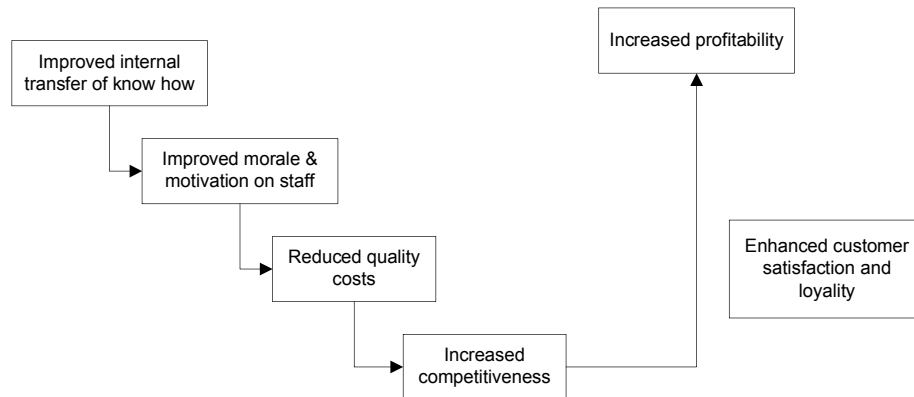 Increased profitability
Improved internal
transfer of know how
Improved morale &
motivation on staff
Enhanced customer
satisfaction and
loyality
Reduced quality
costs
Increased
competitiveness